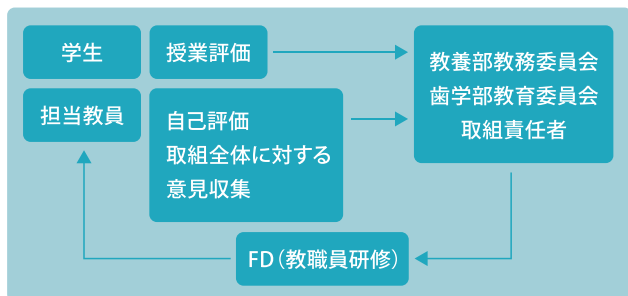 学生
授業評価
教養部教務委員会
歯学部教育委員会
取組責任者
担当教員
自己評価
取組全体に対する
意見収集
FD（教職員研修）